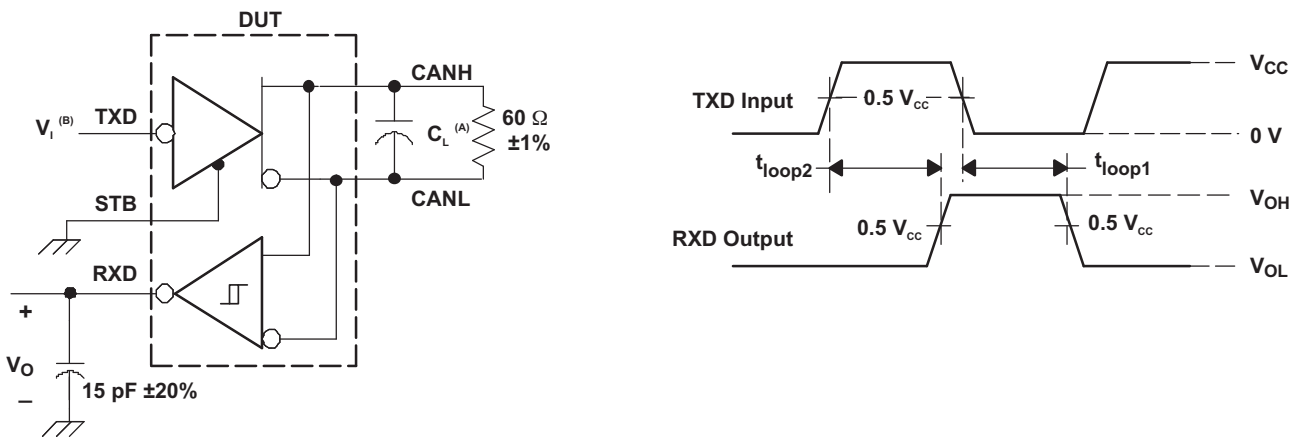 DUT
CANH
TXD
V_I (B)
C_L (A)
60 Ω
±1%
STB
CANL
RXD
+
V_O
–
15 pF ±20%
V_CC
TXD Input
0.5 V_CC
0 V
t_loop2
t_loop1
V_OH
0.5 V_CC
0.5 V_CC
RXD Output
V_OL